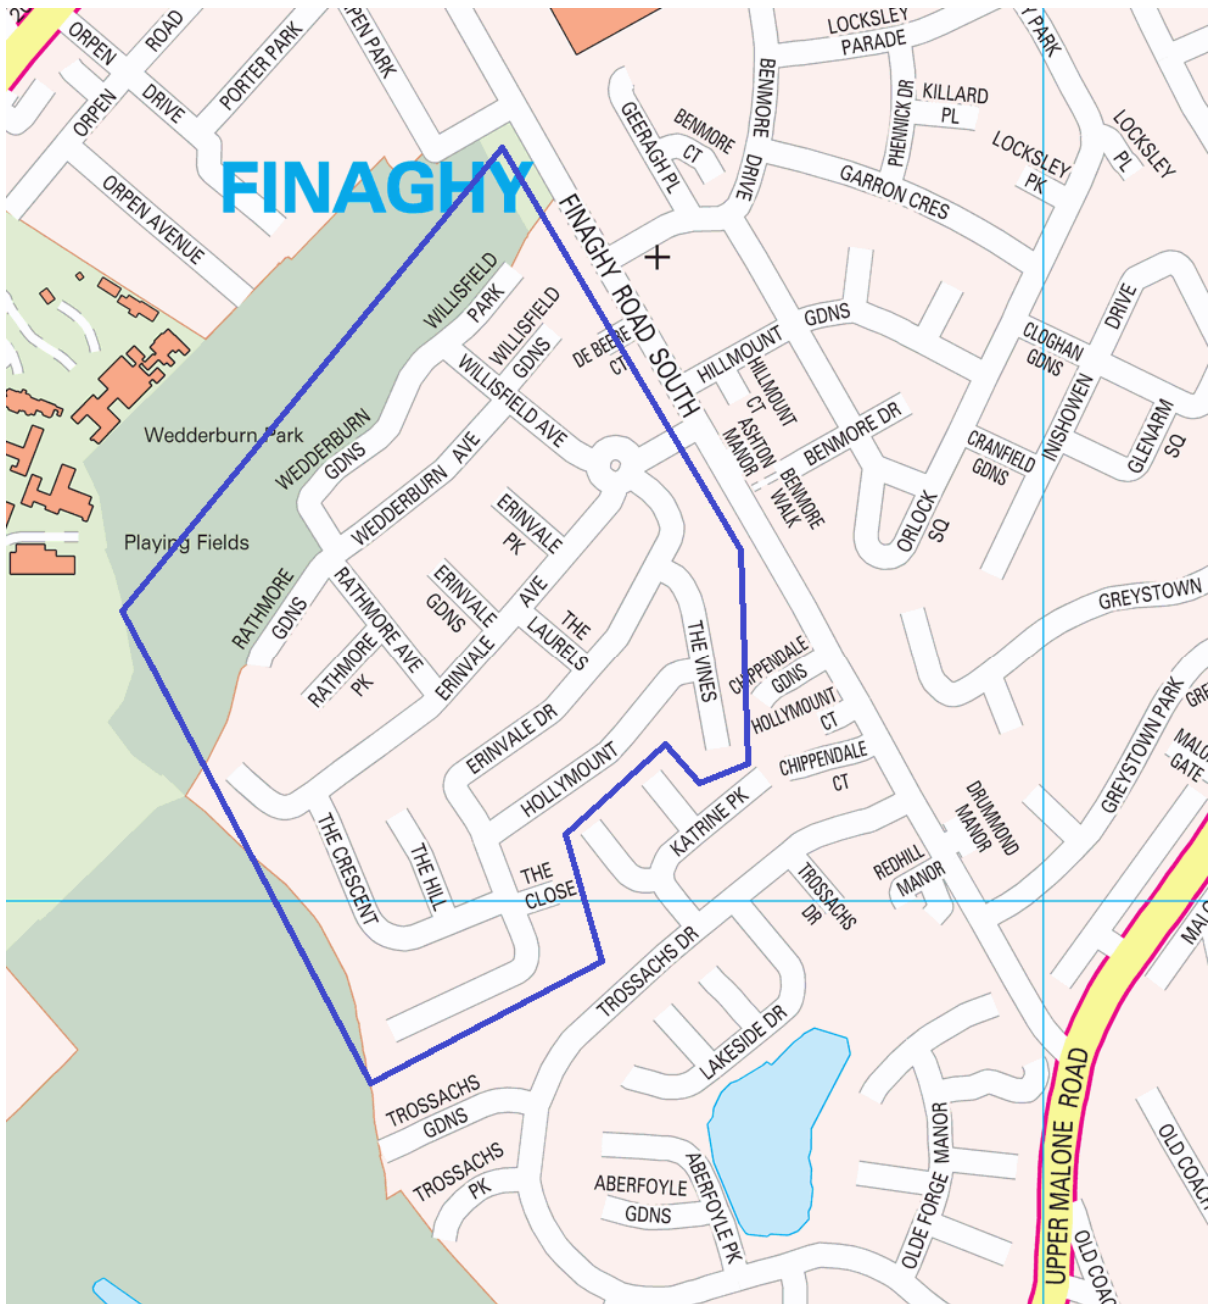 ORPEN
ROAD
PORTER PARK
DRIVE
ORPEN
ORPEN AVENUE
FINAGHY
LOCKSLEY
PARADE
BENMORE
DRIVE
PHENNICK DR
KILLARD
PL
LOCKSLEY
PK
LOCKSLEY
PL
GEERAGH PL
BENMORE
CT
GARRON CRES
FINAGHY ROAD SOUTH
WILLISFIELD
PARK
WILLISFIELD
GDNS
DE BEERE
CT
WILLISFIELD AVE
HILLMOUNT
GDNS
HILLMOUNT
CT
CLOGHAN
GDNS
DRIVE
INISHOWEN
GLENARM
SQ
CRANFIELD
GDNS
BENMORE DR
ASHTON
MANOR
BENMORE
WALK
ORLOCK
SQ
Wedderburn Park
Playing Fields
WEDDERBURN
GDNS
WEDDERBURN AVE
ERINVALE
PK
ERINVALE
GDNS
ERINVALE AVE
THE
LAURELS
RATHMORE
GDNS
RATHMORE AVE
RATHMORE
PK
THE VINES
CHIPPENDALE
GDNS
HOLLYMOUNT
CT
CHIPPENDALE
CT
GREYSTOWN
GREYSTOWN PARK
GRE
MALO
GATE
ERINVALE DR
HOLLYMOUNT
KATRINE PK
DRUMMOND
MANOR
REDHILL
MANOR
THE CRESCENT
THE HILL
THE
CLOSE
TROSSACHS
DR
TROSSACHS DR
LAKESIDE DR
MALO
TROSSACHS
GDNS
TROSSACHS
PK
ABERFOYLE
GDNS
ABERFOYLE PK
OLDE FORGE MANOR
UPPER MALONE ROAD
OLD COACH
OLD COAC